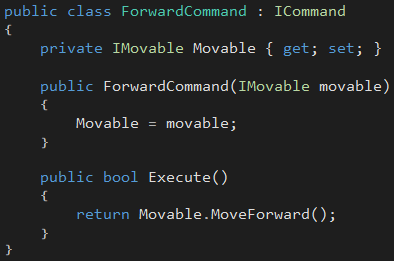 public class ForwardCommand : ICommand
{
    private IMovable Movable { get; set; }

    public ForwardCommand(IMovable movable)
    {
        Movable = movable;
    }

    public bool Execute()
    {
        return Movable.MoveForward();
    }
}